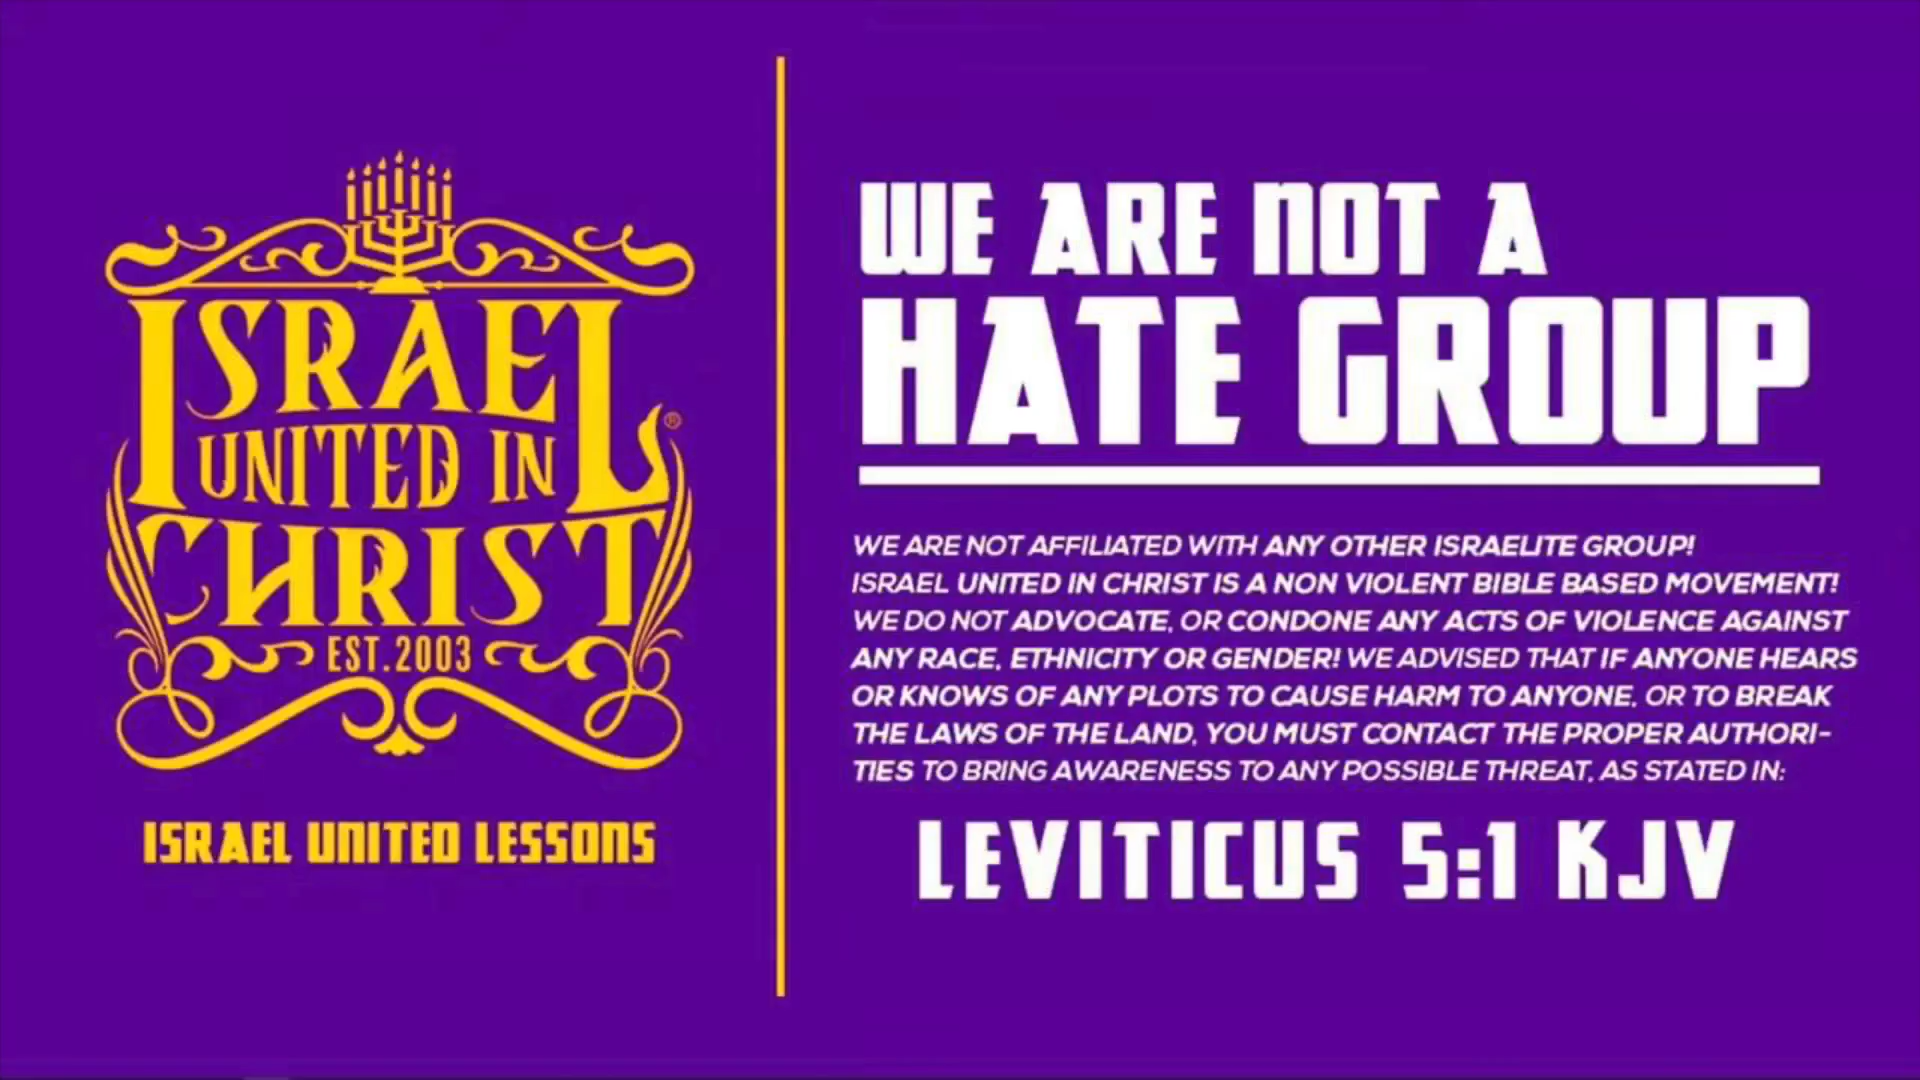 ISRAEL
UNITED IN
CHRIST
®
EST. 2003
ISRAEL UNITED LESSONS
WE ARE NOT A
HATE GROUP
WE ARE NOT AFFILIATED WITH ANY OTHER ISRAELITE GROUP!
ISRAEL UNITED IN CHRIST IS A NON VIOLENT BIBLE BASED MOVEMENT!
WE DO NOT ADVOCATE, OR CONDONE ANY ACTS OF VIOLENCE AGAINST
ANY RACE, ETHNICITY OR GENDER! WE ADVISED THAT IF ANYONE HEARS
OR KNOWS OF ANY PLOTS TO CAUSE HARM TO ANYONE, OR TO BREAK
THE LAWS OF THE LAND, YOU MUST CONTACT THE PROPER AUTHORI-
TIES TO BRING AWARENESS TO ANY POSSIBLE THREAT, AS STATED IN:
LEVITICUS 5:1 KJV